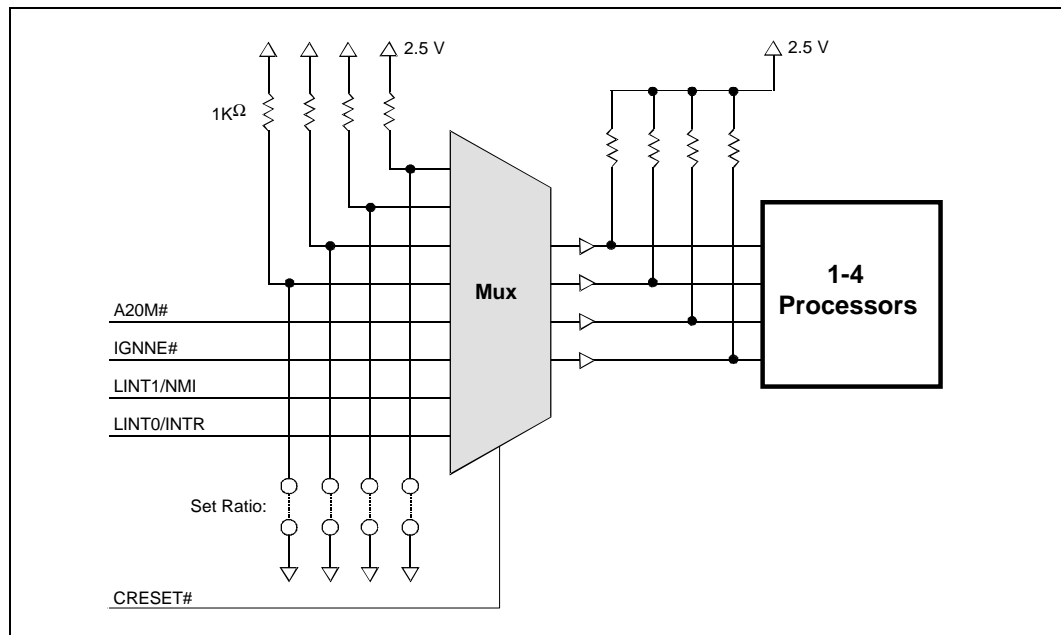 2.5 V
2.5 V
1KΩ
Mux
1-4
Processors
A20M#
IGNNE#
LINT1/NMI
LINT0/INTR
Set Ratio:
CRESET#